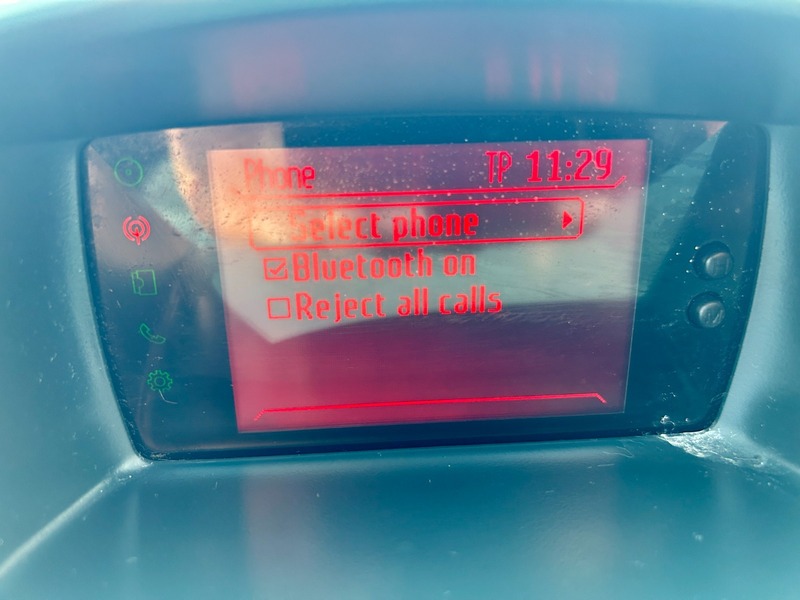 Phone TP 11:29
Select phone
Bluetooth on
Reject all calls